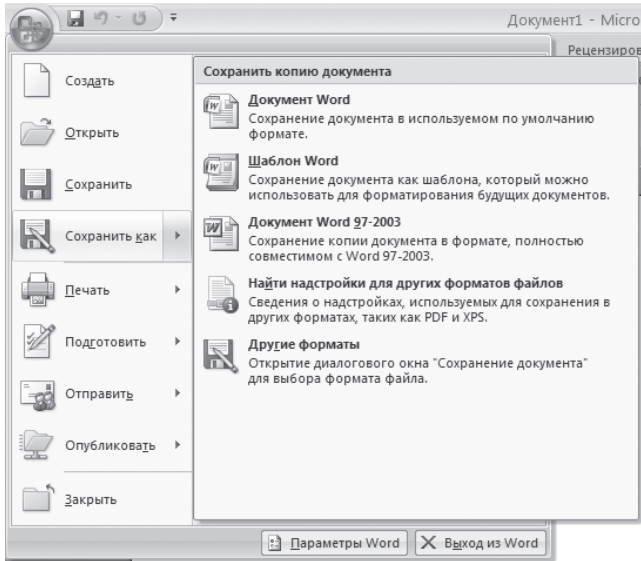 Документ1 - Micro
Рецензиров
Создать
Открыть
Сохранить
Сохранить как
Печать
Подготовить
Отправить
Опубликовать
Закрыть
Сохранить копию документа
Документ Word
Сохранение документа в используемом по умолчанию
формате.
Шаблон Word
Сохранение документа как шаблона, который можно
использовать для форматирования будущих документов.
Документ Word 97-2003
Сохранение копии документа в формате, полностью
совместимом с Word 97-2003.
Найти надстройки для других форматов файлов
Сведения о надстройках, используемых для сохранения в
других форматах, таких как PDF и XPS.
Другие форматы
Открытие диалогового окна "Сохранение документа"
для выбора формата файла.
Параметры Word
Выход из Word